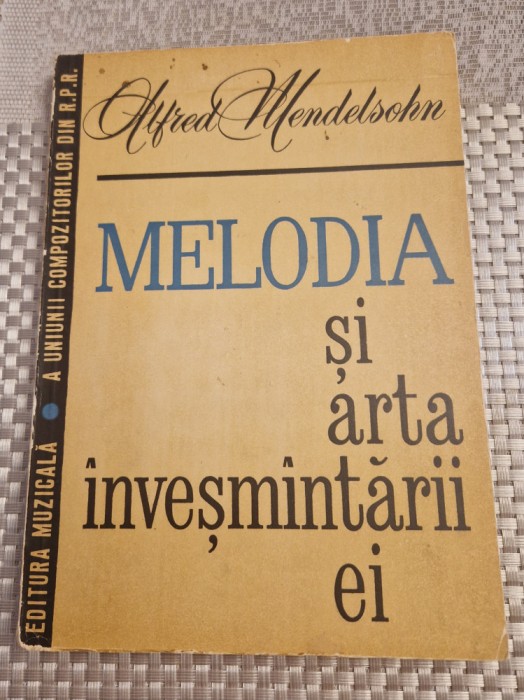 Alfred Mendelsohn
MELODIA
și
arta
înveșmîntării
ei
EDITURA MUZICALĂ • A UNIUNII COMPOZITORILOR DIN R.P.R.